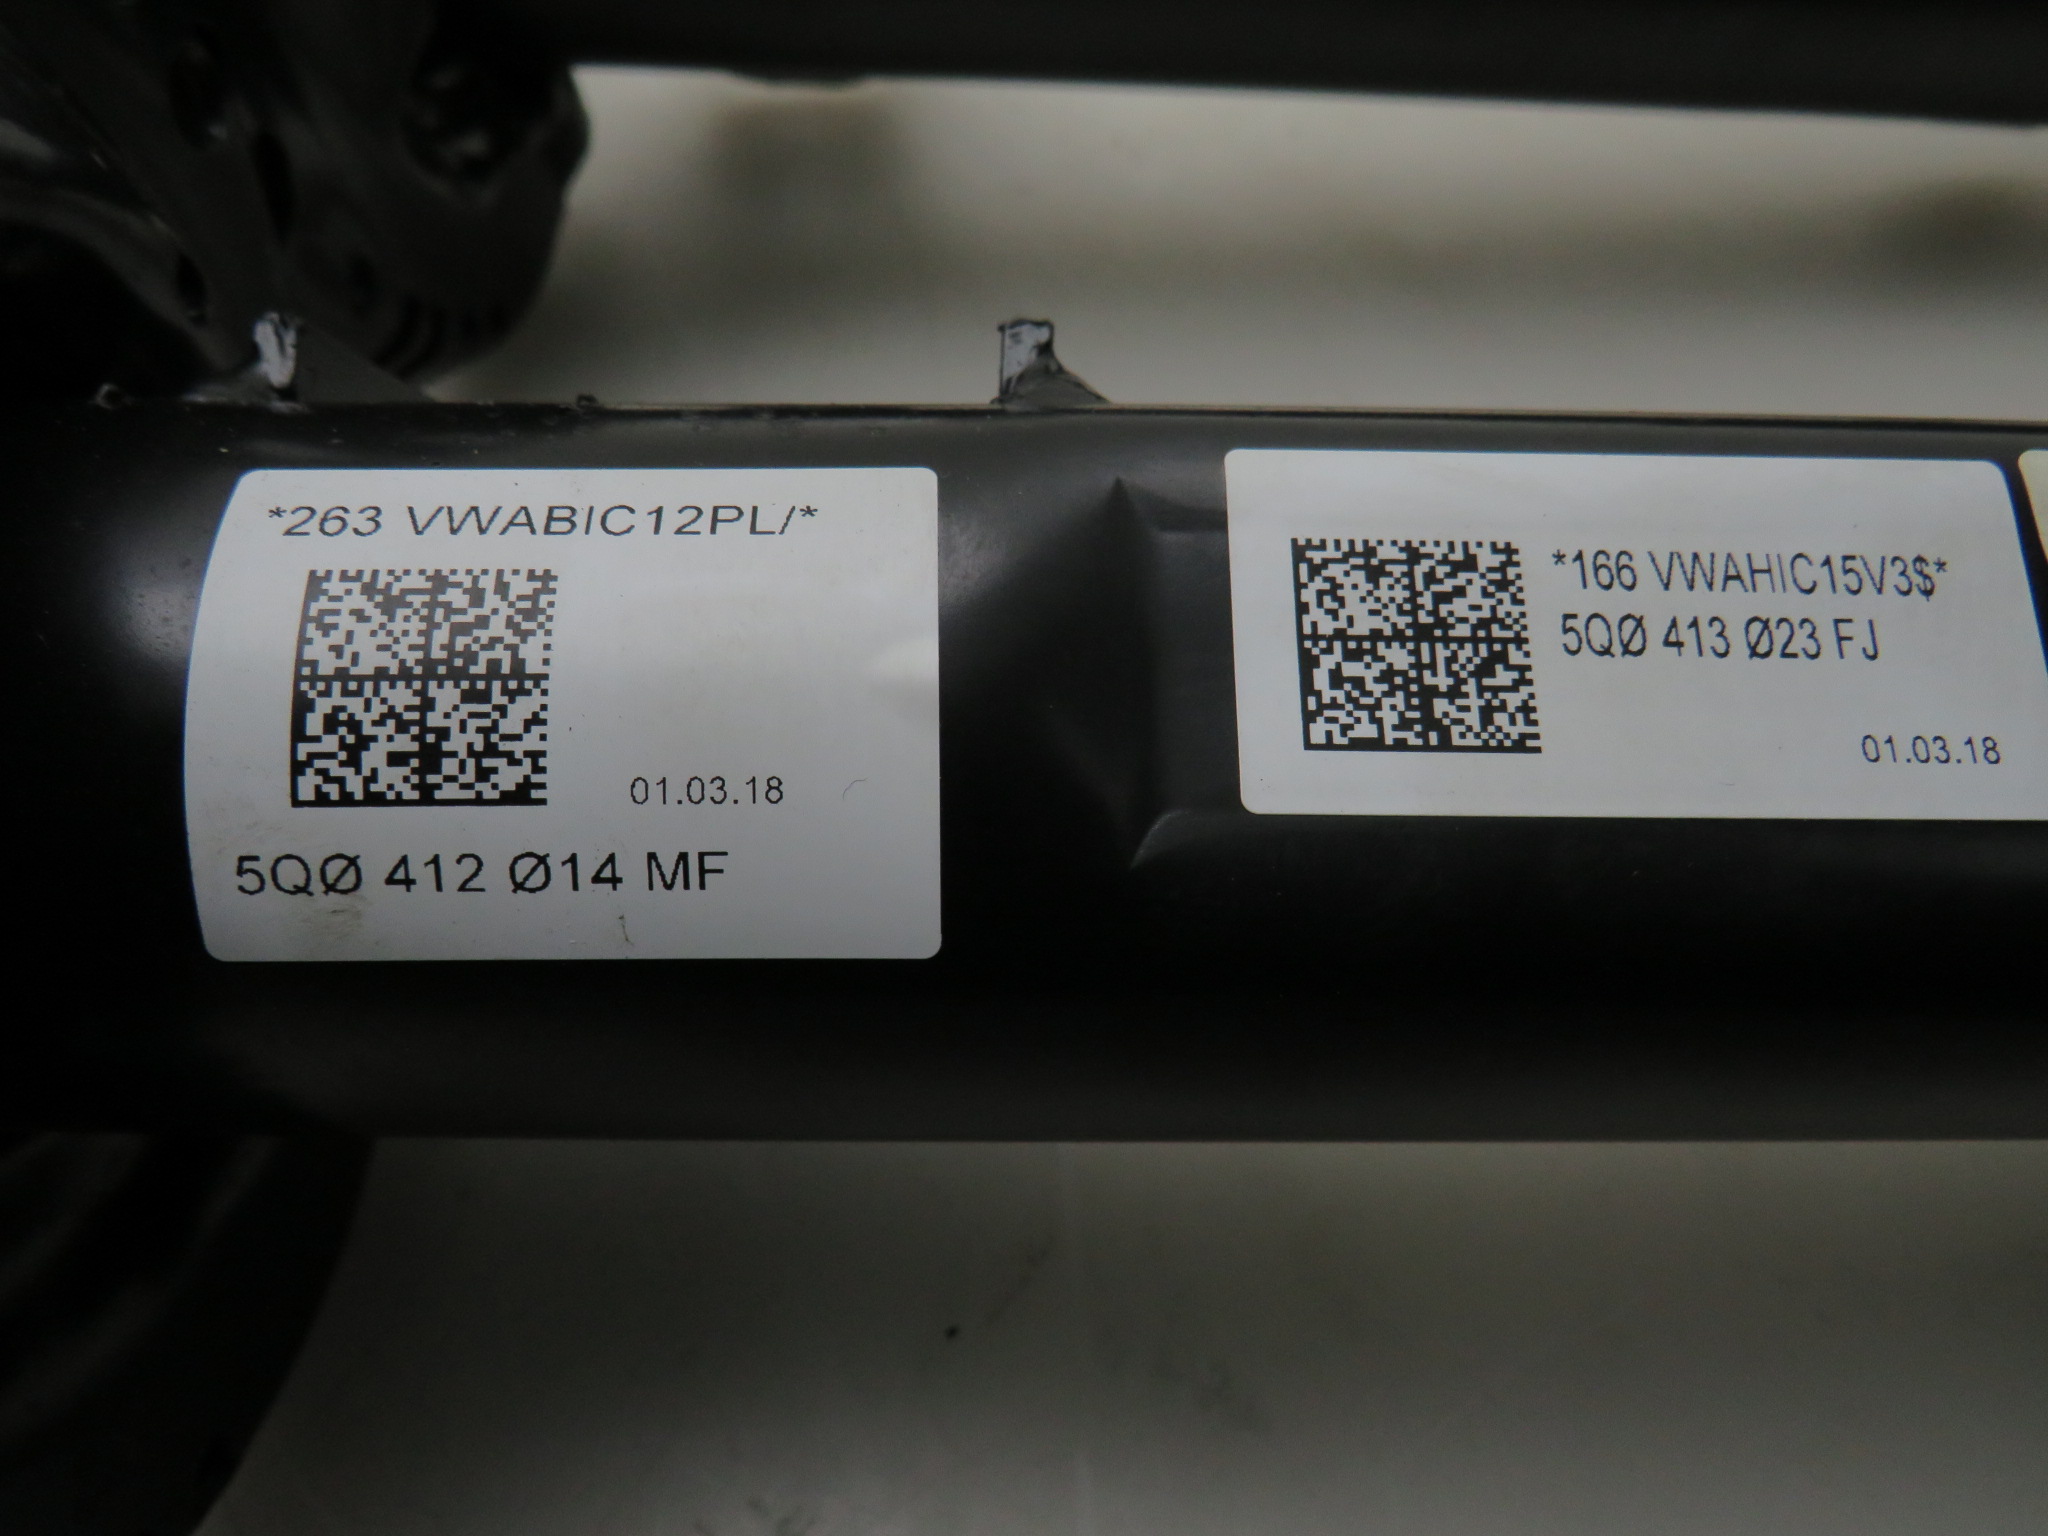 *263 VWABIC12PL/*
01.03.18
5QØ 412 Ø14 MF
*166 VWAHIC15V3$*
5QØ 413 Ø23 FJ
01.03.18